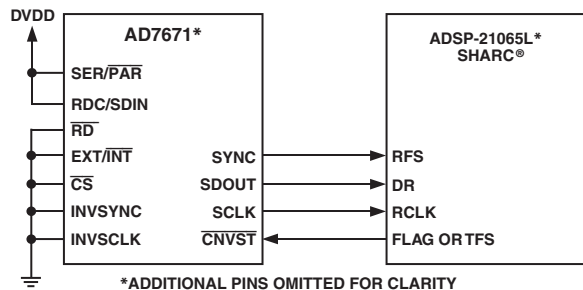 DVDD
AD7671*
SER/PAR
RDC/SDIN
RD
EXT/INT
CS
INVSYNC
INVSCLK
SYNC
SDOUT
SCLK
CNVST
ADSP-21065L*
SHARC®
RFS
DR
RCLK
FLAG OR TFS
*ADDITIONAL PINS OMITTED FOR CLARITY